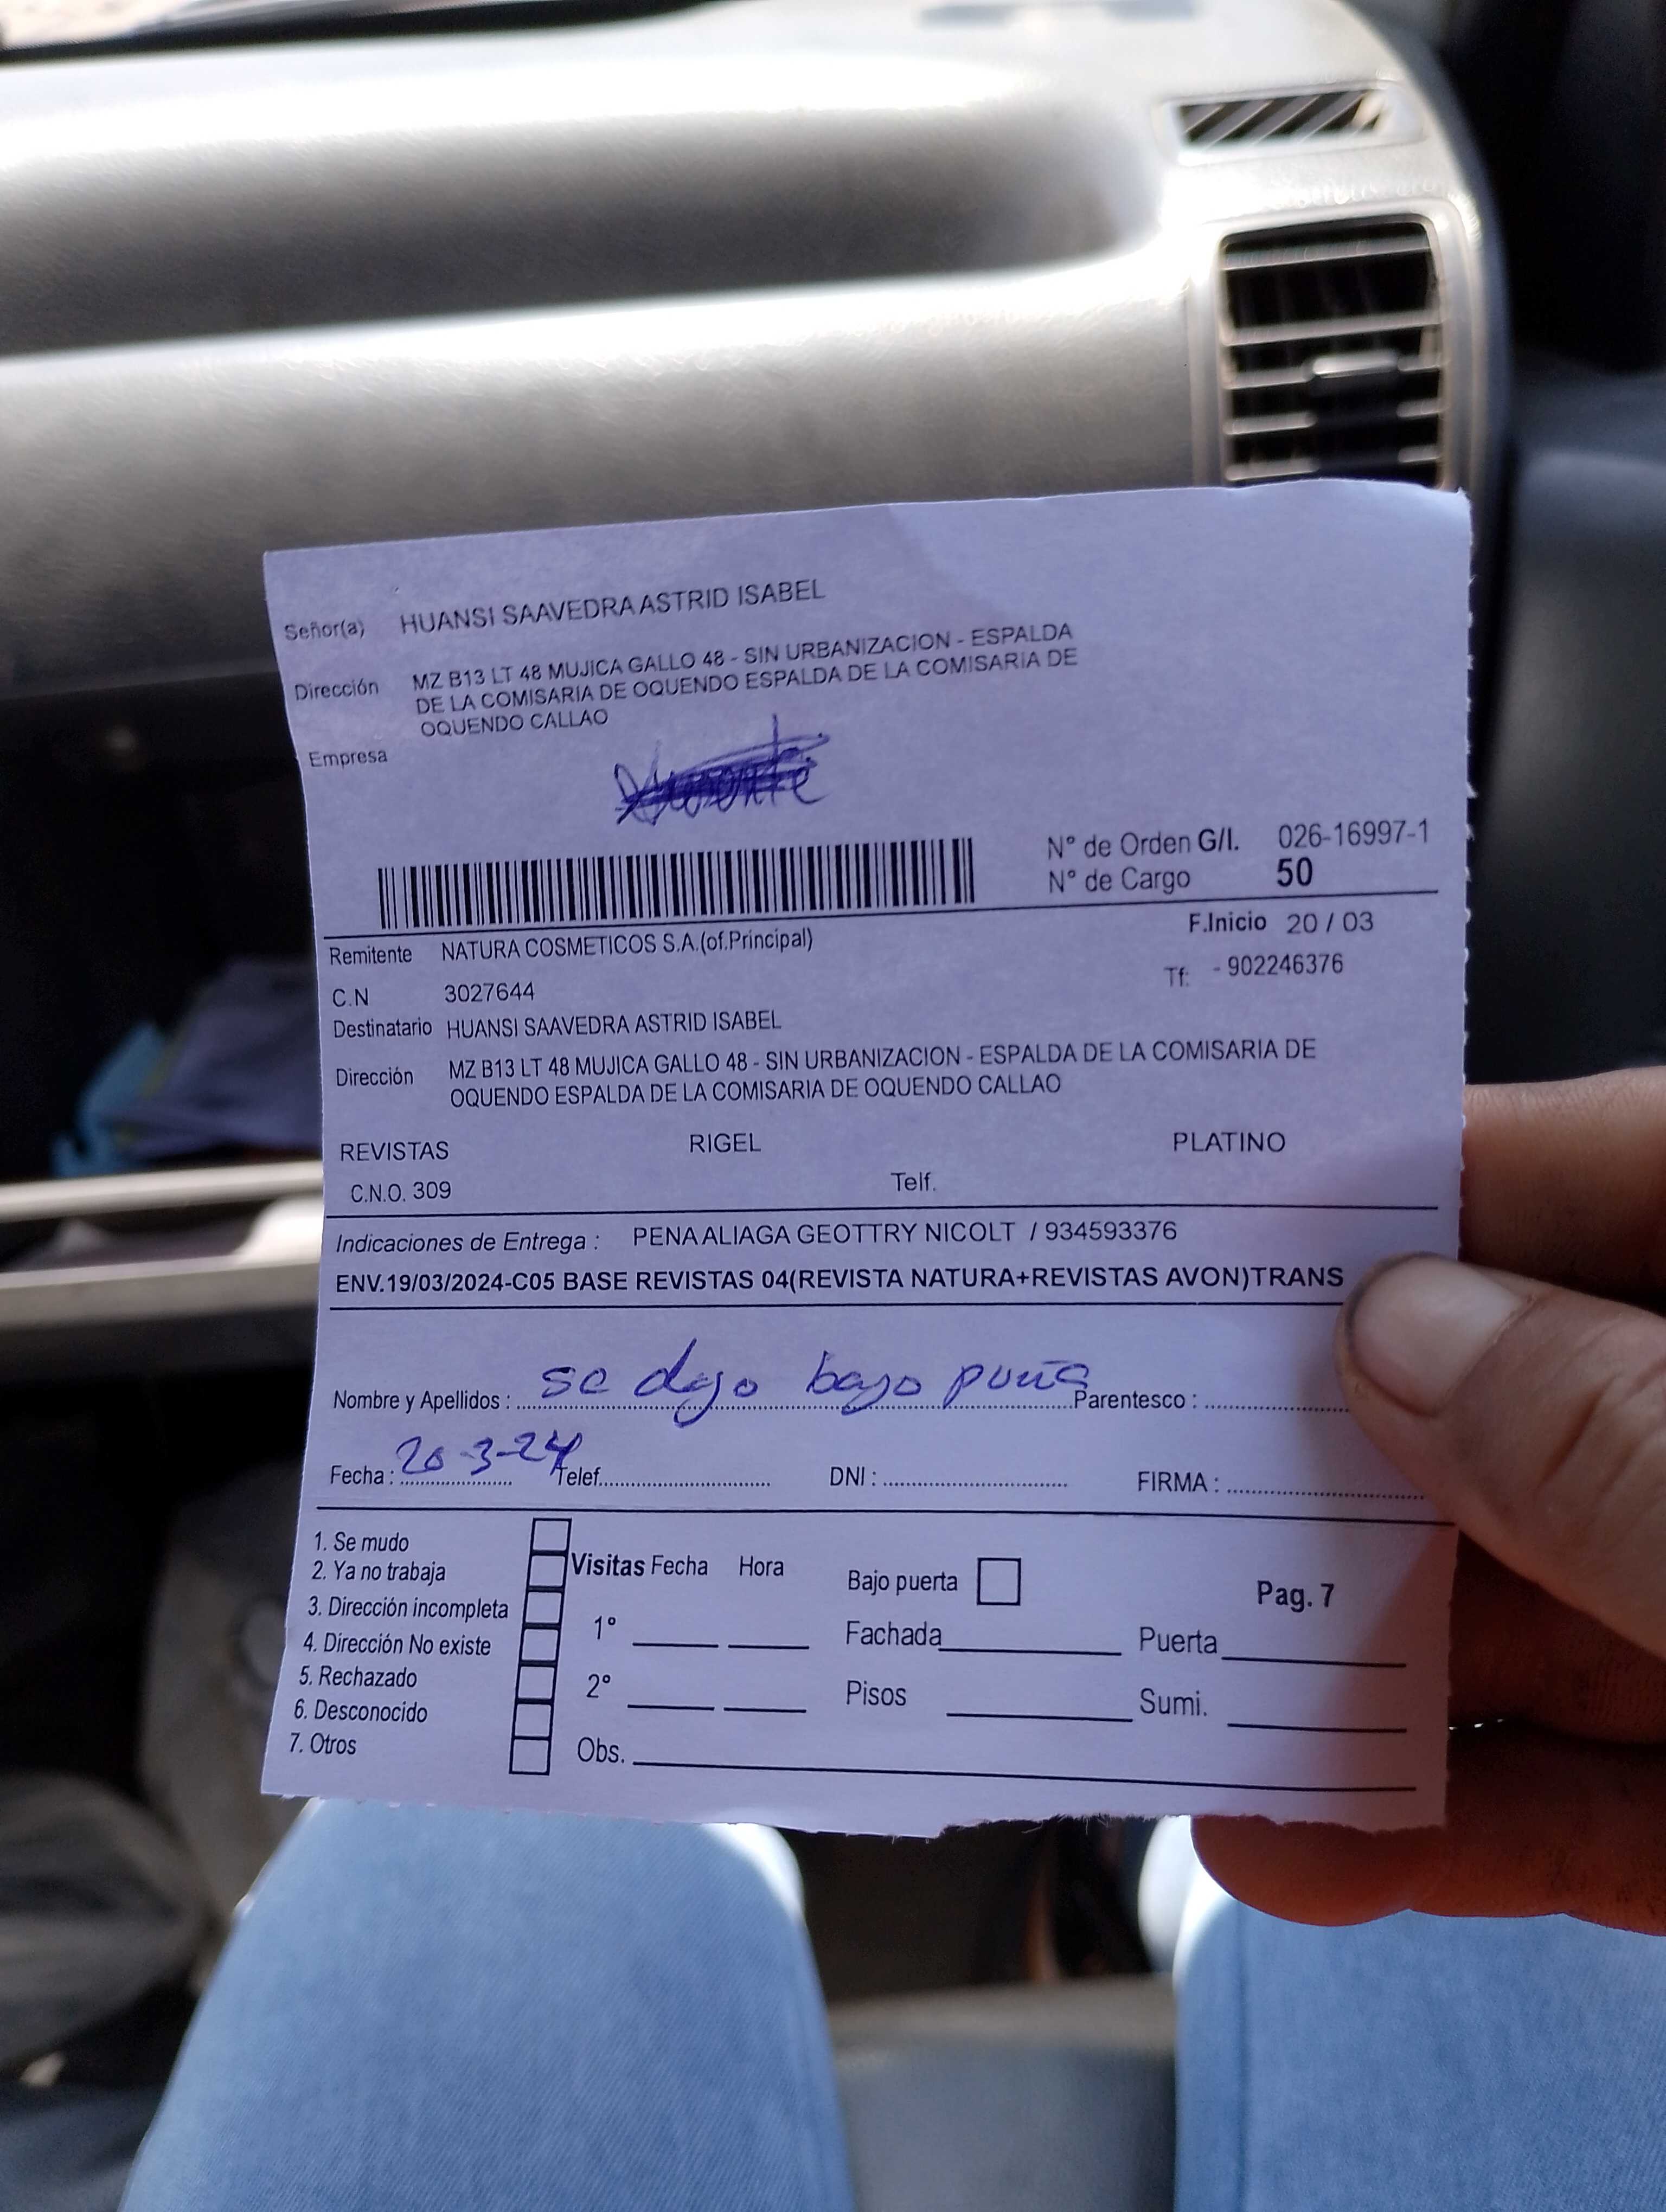 Señor(a) HUANSI SAAVEDRA ASTRID ISABEL
Dirección MZ B13 LT 48 MUJICA GALLO 48 - SIN URBANIZACION - ESPALDA
DE LA COMISARIA DE OQUENDO ESPALDA DE LA COMISARIA DE
OQUENDO CALLAO
Empresa
N° de Orden G/I. 026-16997-1
N° de Cargo 50
F.Inicio 20 / 03
Remitente NATURA COSMETICOS S.A.(of.Principal)
Tf: - 902246376
C.N 3027644
Destinatario HUANSI SAAVEDRA ASTRID ISABEL
Dirección MZ B13 LT 48 MUJICA GALLO 48 - SIN URBANIZACION - ESPALDA DE LA COMISARIA DE
OQUENDO ESPALDA DE LA COMISARIA DE OQUENDO CALLAO
REVISTAS RIGEL PLATINO
C.N.O. 309 Telf.
Indicaciones de Entrega : PENA ALIAGA GEOTTRY NICOLT / 934593376
ENV.19/03/2024-C05 BASE REVISTAS 04(REVISTA NATURA+REVISTAS AVON)TRANS
Nombre y Apellidos : se dejo bajo Parentesco :
Fecha : 20-3-24 Telef. DNI : FIRMA :
1. Se mudo
2. Ya no trabaja
3. Dirección incompleta
4. Dirección No existe
5. Rechazado
6. Desconocido
7. Otros
Visitas Fecha Hora
1°
2°
Obs.
Bajo puerta
Pag. 7
Fachada Puerta
Pisos Sumi.